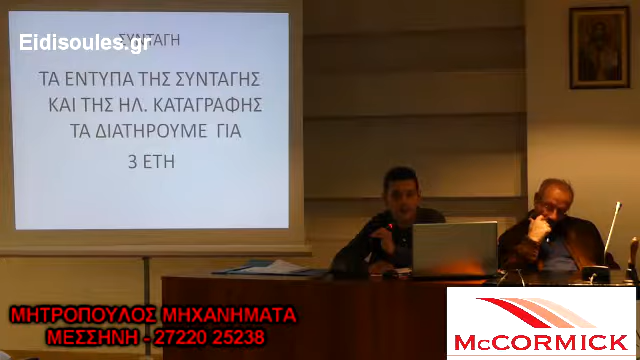 Eidisoules.gr
ΣΥΝΤΑΓΗ
ΤΑ ΕΝΤΥΠΑ ΤΗΣ ΣΥΝΤΑΓΗΣ
ΚΑΙ ΤΗΣ ΗΛ. ΚΑΤΑΓΡΑΦΗΣ
ΤΑ ΔΙΑΤΗΡΟΥΜΕ ΓΙΑ
3 ΕΤΗ
ΜΗΤΡΟΠΟΥΛΟΣ ΜΗΧΑΝΗΜΑΤΑ
ΜΕΣΣΗΝΗ - 27220 25238
McCORMICK